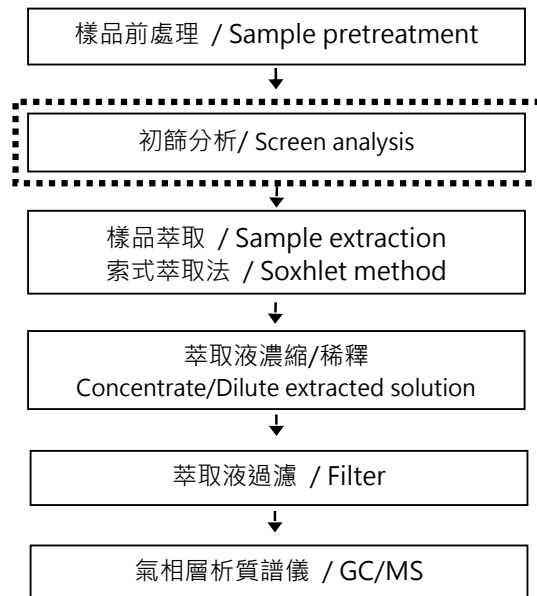 樣品前處理 / Sample pretreatment
初篩分析/ Screen analysis
樣品萃取 / Sample extraction
索式萃取法 / Soxhlet method
萃取液濃縮/稀釋
Concentrate/Dilute extracted solution
萃取液過濾 / Filter
氣相層析質譜儀 / GC/MS